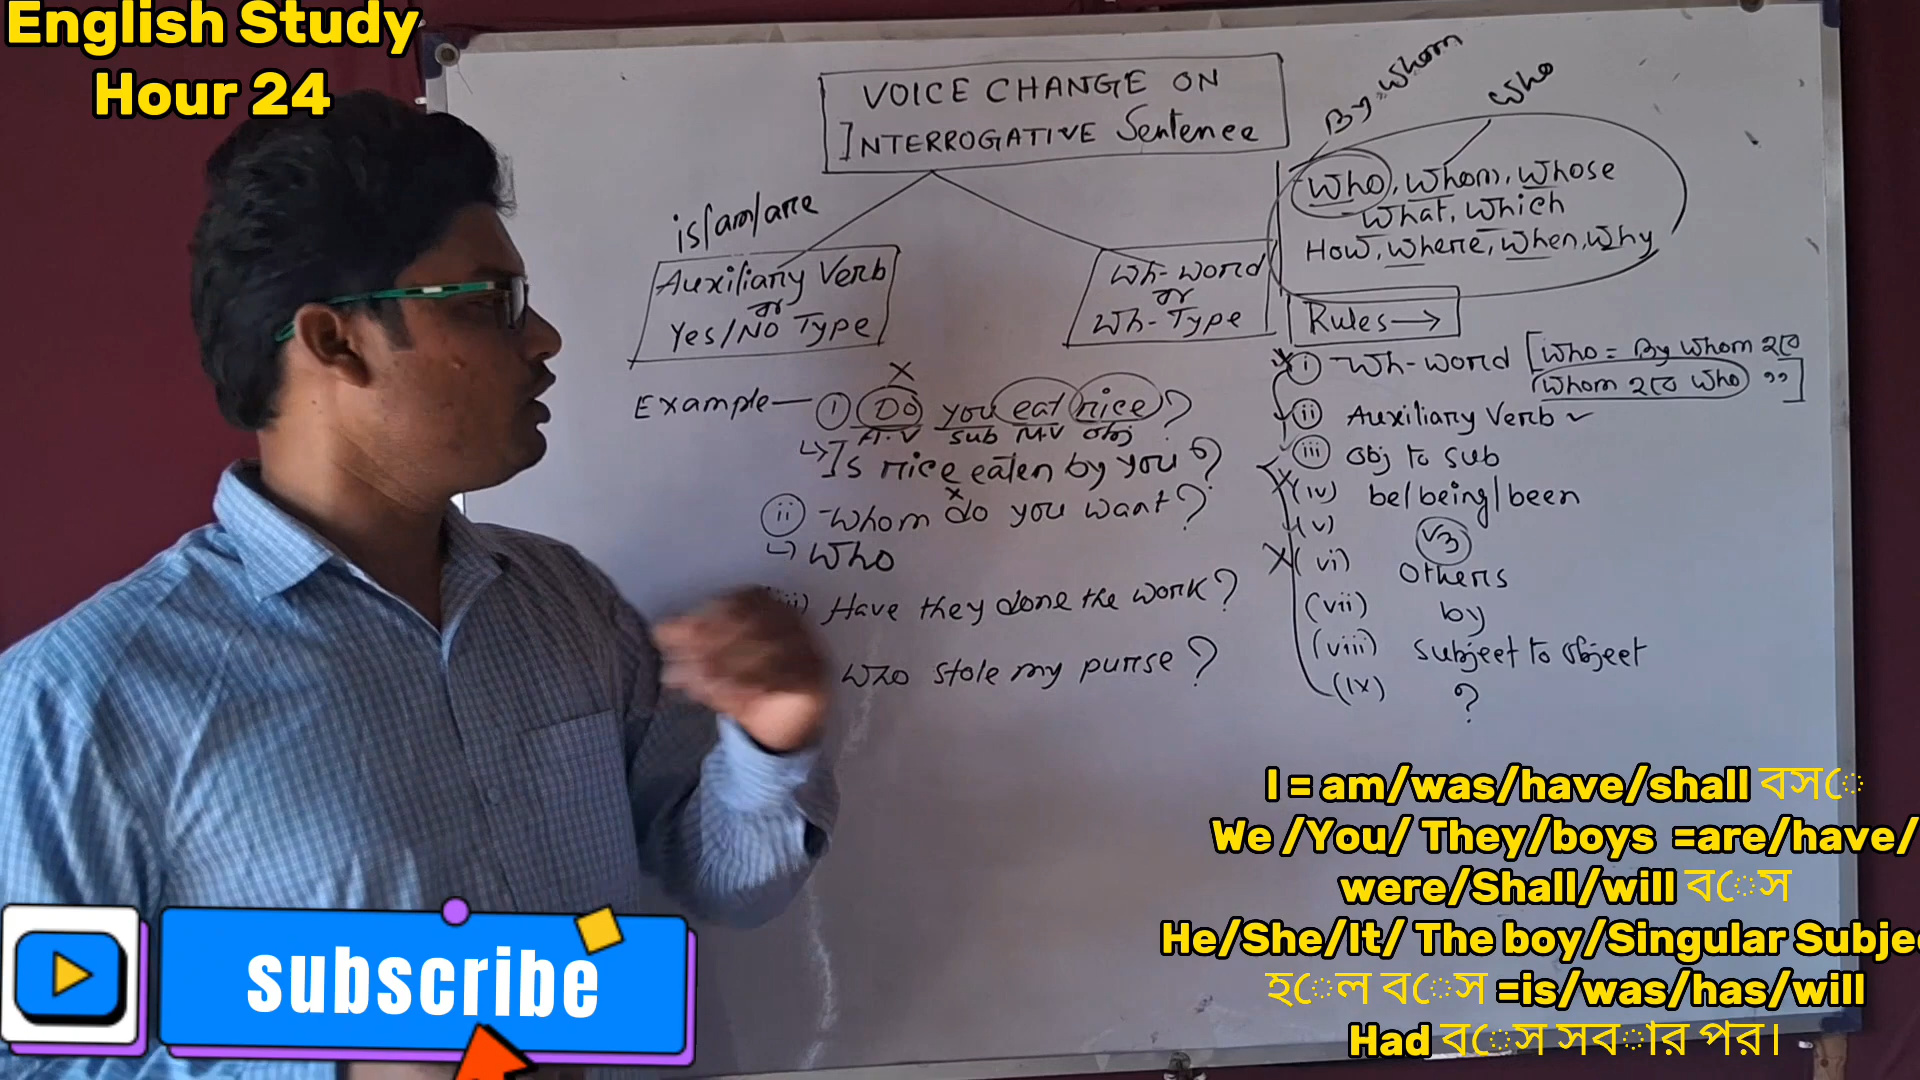 English Study
Hour 24
VOICE CHANGE ON
INTERROGATIVE Sentence
By whom
who
who, whom, whose
what, which
How, where, when, why
is/am/are
Auxiliary Verb
or
Yes/NO Type
Wh-word
or
Wh-Type
Rules→
(i) Wh-word [who = By whom হবে
whom হবে who ,,]
(ii) Auxiliary Verb
(iii) obj to sub
(iv) be/being/been
(v) v3
(vi) Others
(vii) by
(viii) subject to object
(ix) ?
Example— (i) Do you eat rice?
A.V sub M.V obj
Is rice eaten by you?
(ii) whom do you want?
who
Have they done the work?
Who stole my purse?
I = am/was/have/shall বসে
We /You/ They/boys =are/have/
were/Shall/will বেস
He/She/It/ The boy/Singular Subje
হেল বেস =is/was/has/will
Had বেস সবার পর।
subscribe